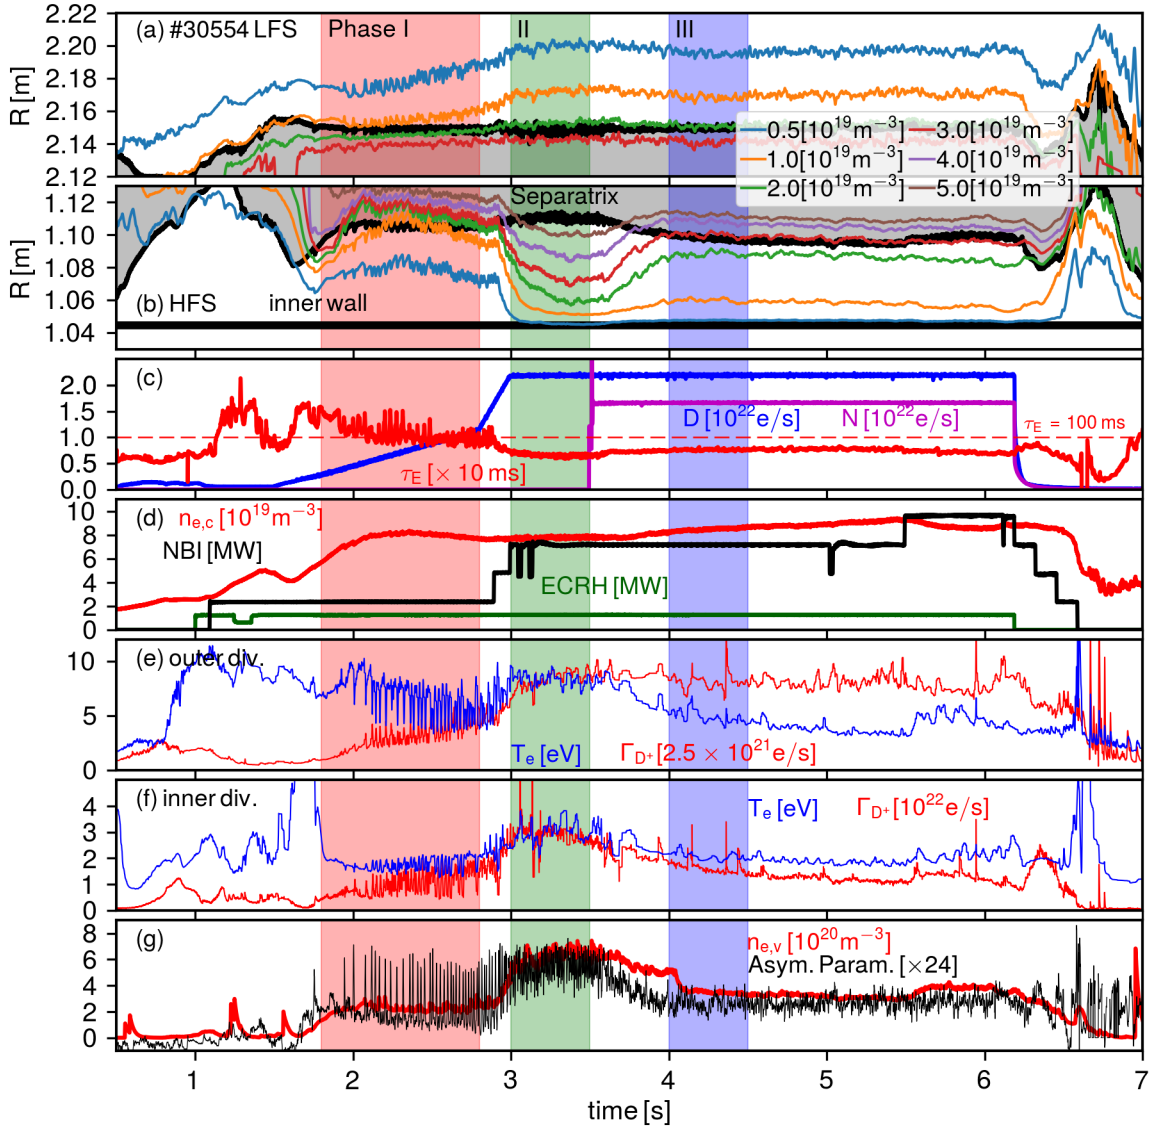 (a) #30554 LFS
Phase I
II
III
R [m]
2.20
2.18
2.16
2.14
2.12
0.5[10¹⁹m⁻³]
1.0[10¹⁹m⁻³]
2.0[10¹⁹m⁻³]
3.0[10¹⁹m⁻³]
4.0[10¹⁹m⁻³]
5.0[10¹⁹m⁻³]
R [m]
1.12
1.10
1.08
1.06
1.04
Separatrix
(b) HFS
inner wall
(c)
2.0
1.5
1.0
0.5
0.0
D [10²²e/s]
N [10²²e/s]
τE = 100 ms
τE [× 10 ms]
(d)
10
8
6
4
2
0
ne,c [10¹⁹m⁻³]
NBI [MW]
ECRH [MW]
(e) outer div.
10
5
0
Te [eV]
ΓD⁺[2.5 × 10²¹e/s]
(f) inner div.
4
3
2
1
0
Te [eV]
ΓD⁺ [10²²e/s]
(g)
8
6
4
2
0
ne,v [10²⁰m⁻³]
Asym. Param. [×24]
1 2 3 4 5 6 7
time [s]